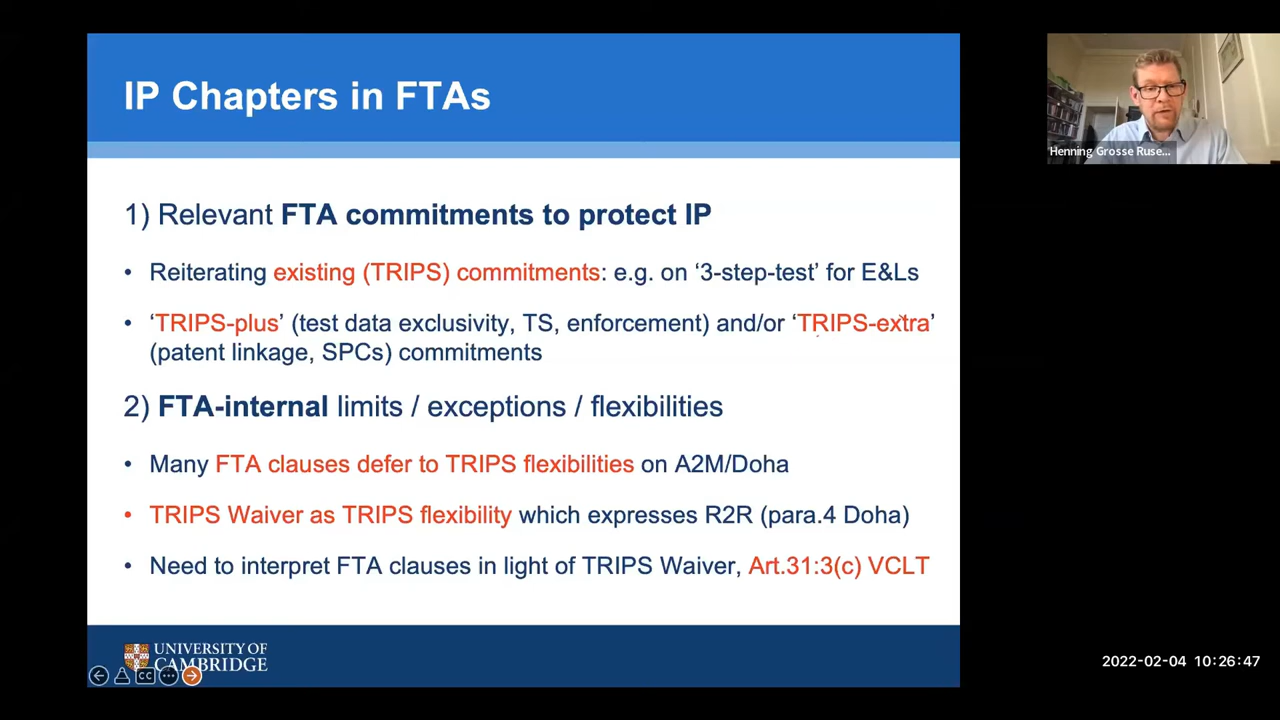 IP Chapters in FTAs
Henning Grosse Ruse...
1) Relevant FTA commitments to protect IP
• Reiterating existing (TRIPS) commitments: e.g. on ‘3-step-test’ for E&Ls
• ‘TRIPS-plus’ (test data exclusivity, TS, enforcement) and/or ‘TRIPS-extra’
(patent linkage, SPCs) commitments
2) FTA-internal limits / exceptions / flexibilities
• Many FTA clauses defer to TRIPS flexibilities on A2M/Doha
• TRIPS Waiver as TRIPS flexibility which expresses R2R (para.4 Doha)
• Need to interpret FTA clauses in light of TRIPS Waiver, Art.31:3(c) VCLT
UNIVERSITY OF
CAMBRIDGE
CC
2022-02-04 10:26:47